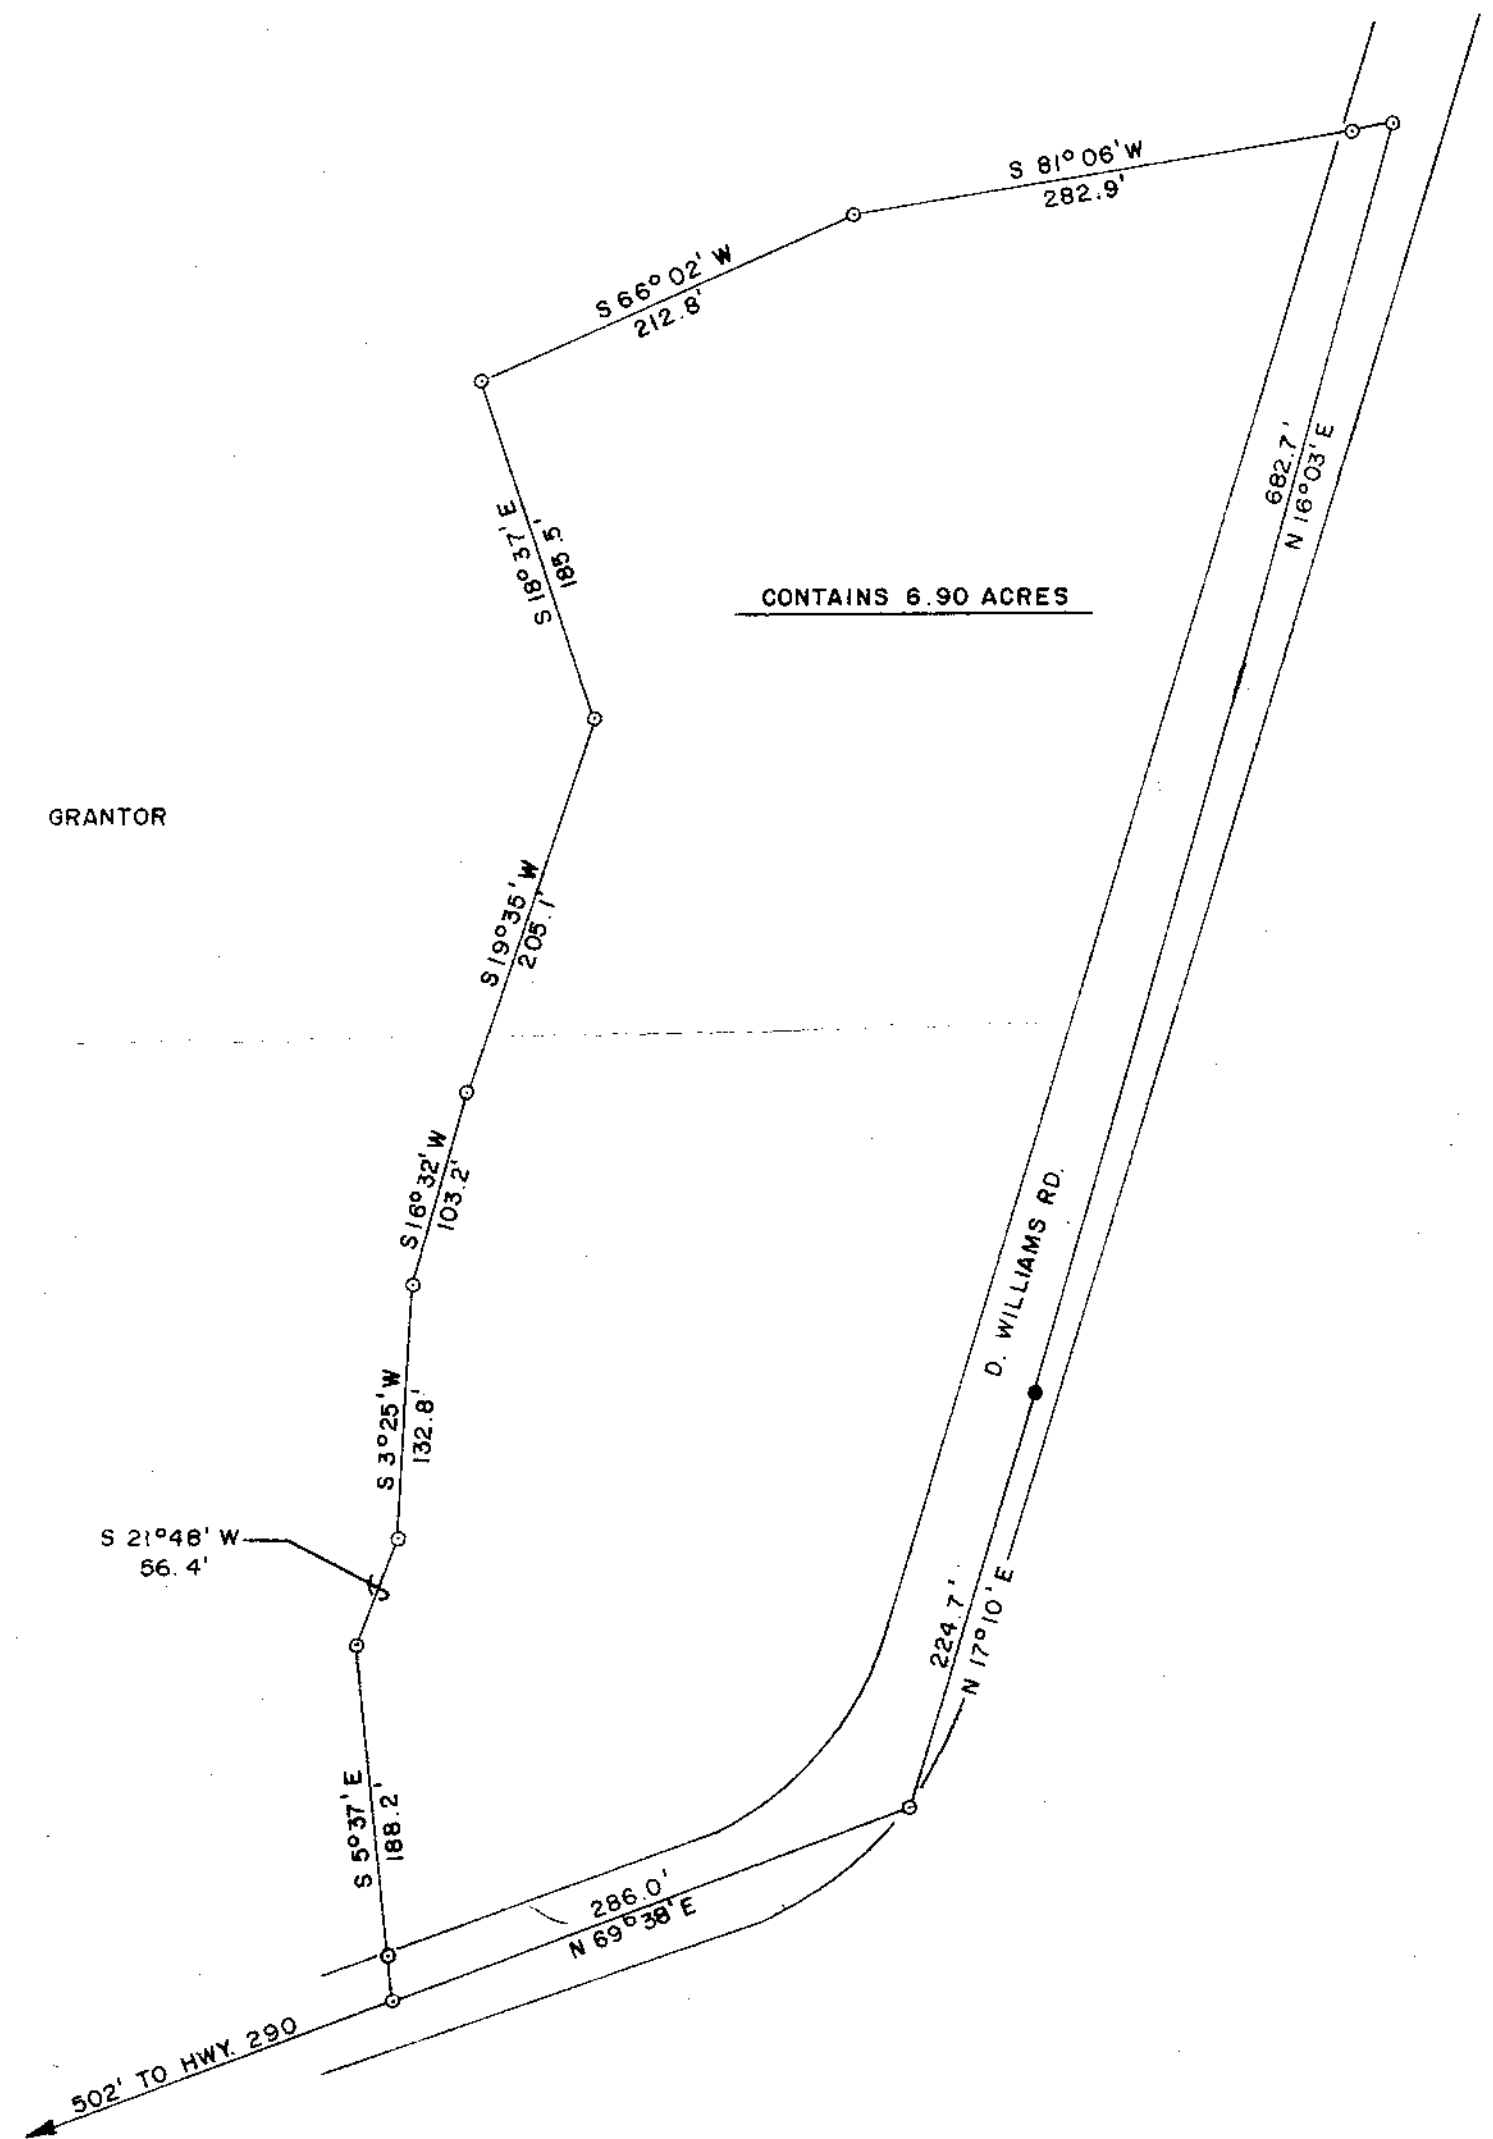 S 81° 06' W
282.9'
S 66° 02' W
212.8'
682.7'
N 16° 03' E
S 18° 37' E
185.5'
CONTAINS 6.90 ACRES
GRANTOR
S 19° 35' W
205.1'
S 16° 32' W
103.2'
D. WILLIAMS RD.
S 3° 25' W
132.8'
S 21° 48' W
56.4'
224.7'
N 17° 10' E
S 5° 37' E
188.2'
286.0'
N 69° 38' E
502' TO HWY. 290